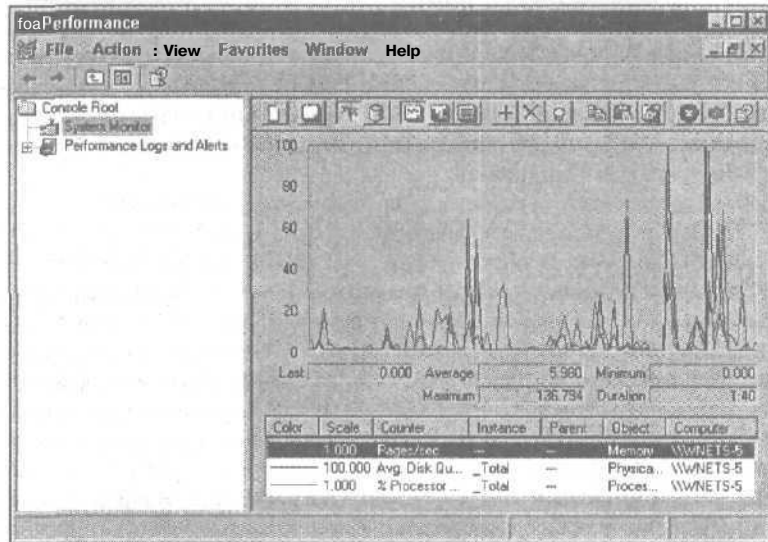 foaPerformance
File Action : View Favorites Window Help
Console Root
System Monitor
Performance Logs and Alerts
100
80
60
40
20
0
Last 0.000 Average 5.980 Minimum 0.000
Maximum 136.794 Duration 1:40
Color Scale Counter Instance Parent Object Computer
1.000 Pages/sec --- --- Memory \\WNETS-5
100.000 Avg. Disk Qu... _Total --- Physica... \\WNETS-5
1.000 % Processor ... _Total --- Proces... \\WNETS-5